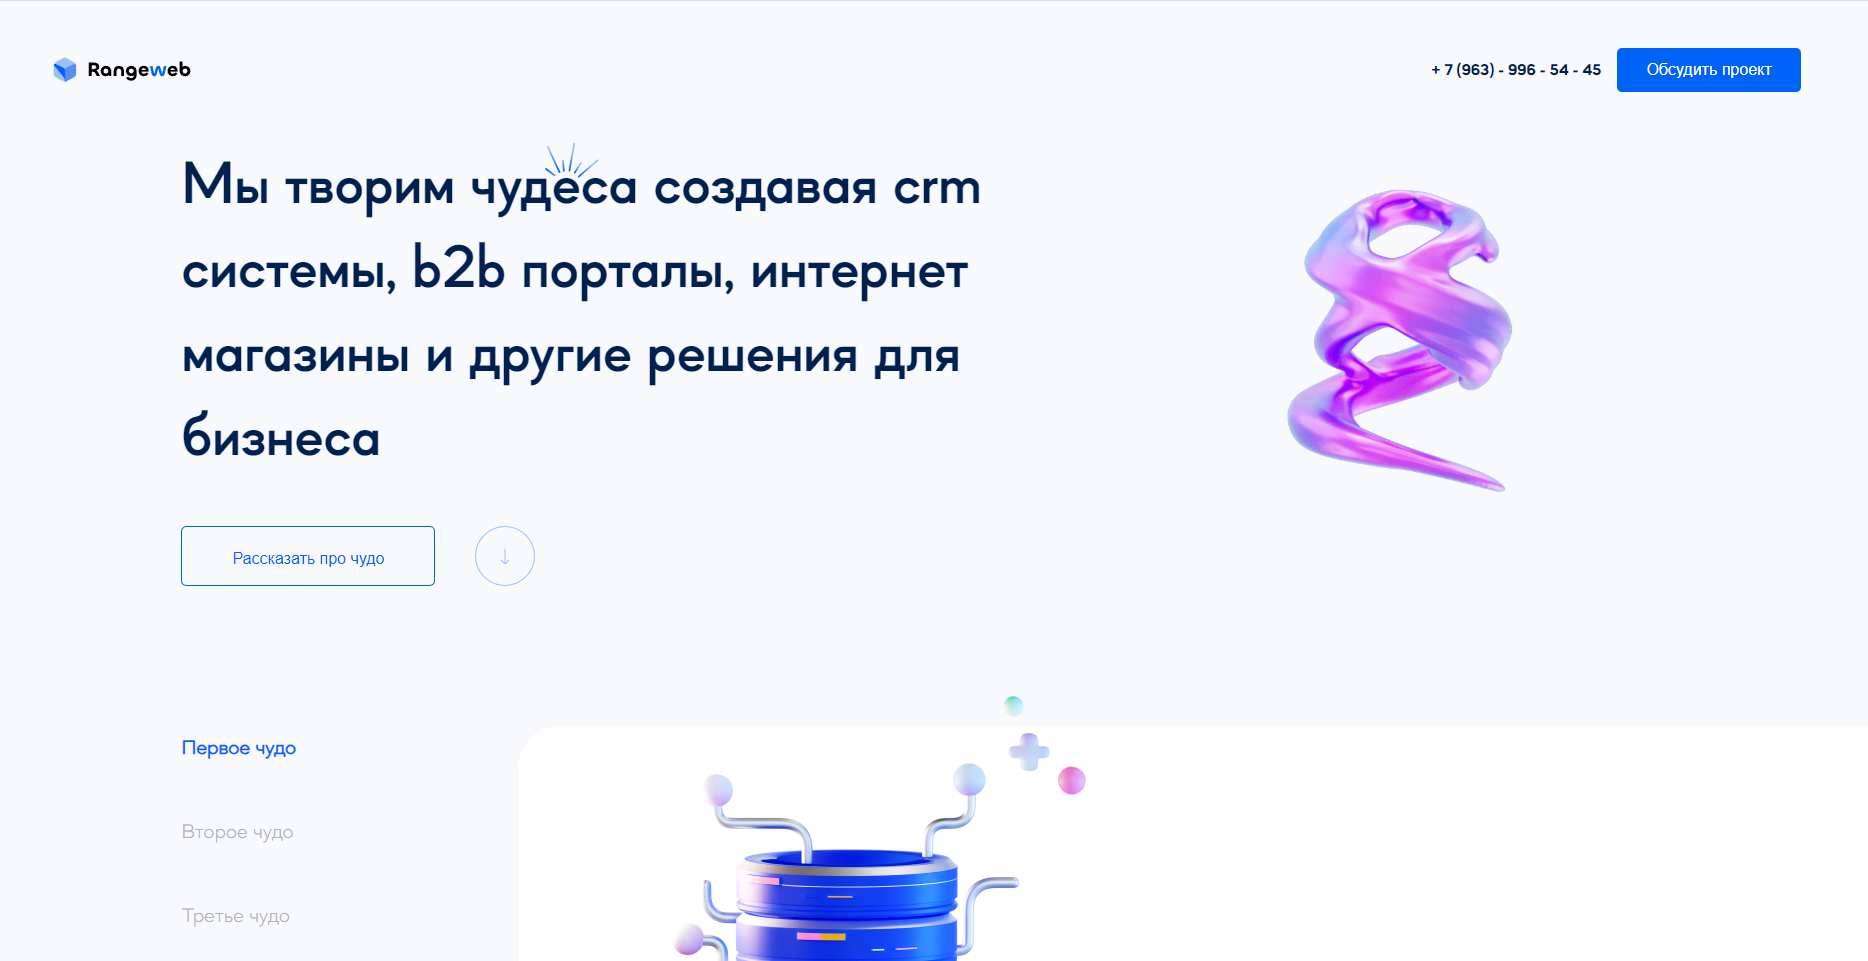 Rangeweb
+ 7 (963) - 996 - 54 - 45
Обсудить проект
Мы творим чудеса создавая crm
системы, b2b порталы, интернет
магазины и другие решения для
бизнеса
Рассказать про чудо
Первое чудо
Второе чудо
Третье чудо